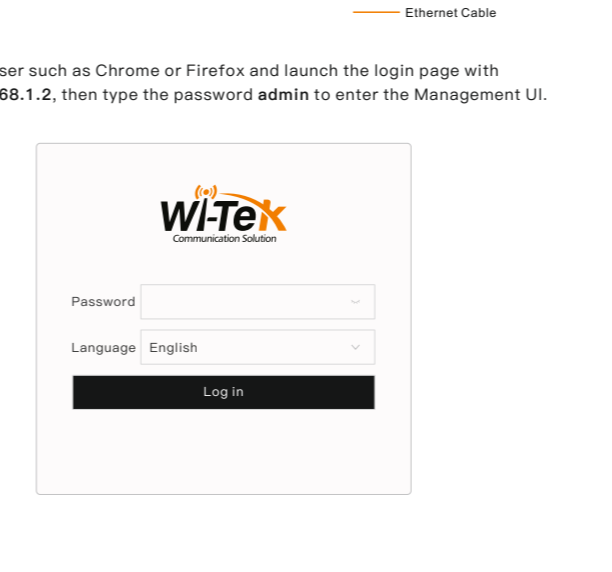 Ethernet Cable
ser such as Chrome or Firefox and launch the login page with
68.1.2, then type the password admin to enter the Management UI.
Wi-Tek
Communication Solution
Password
Language English
Log in